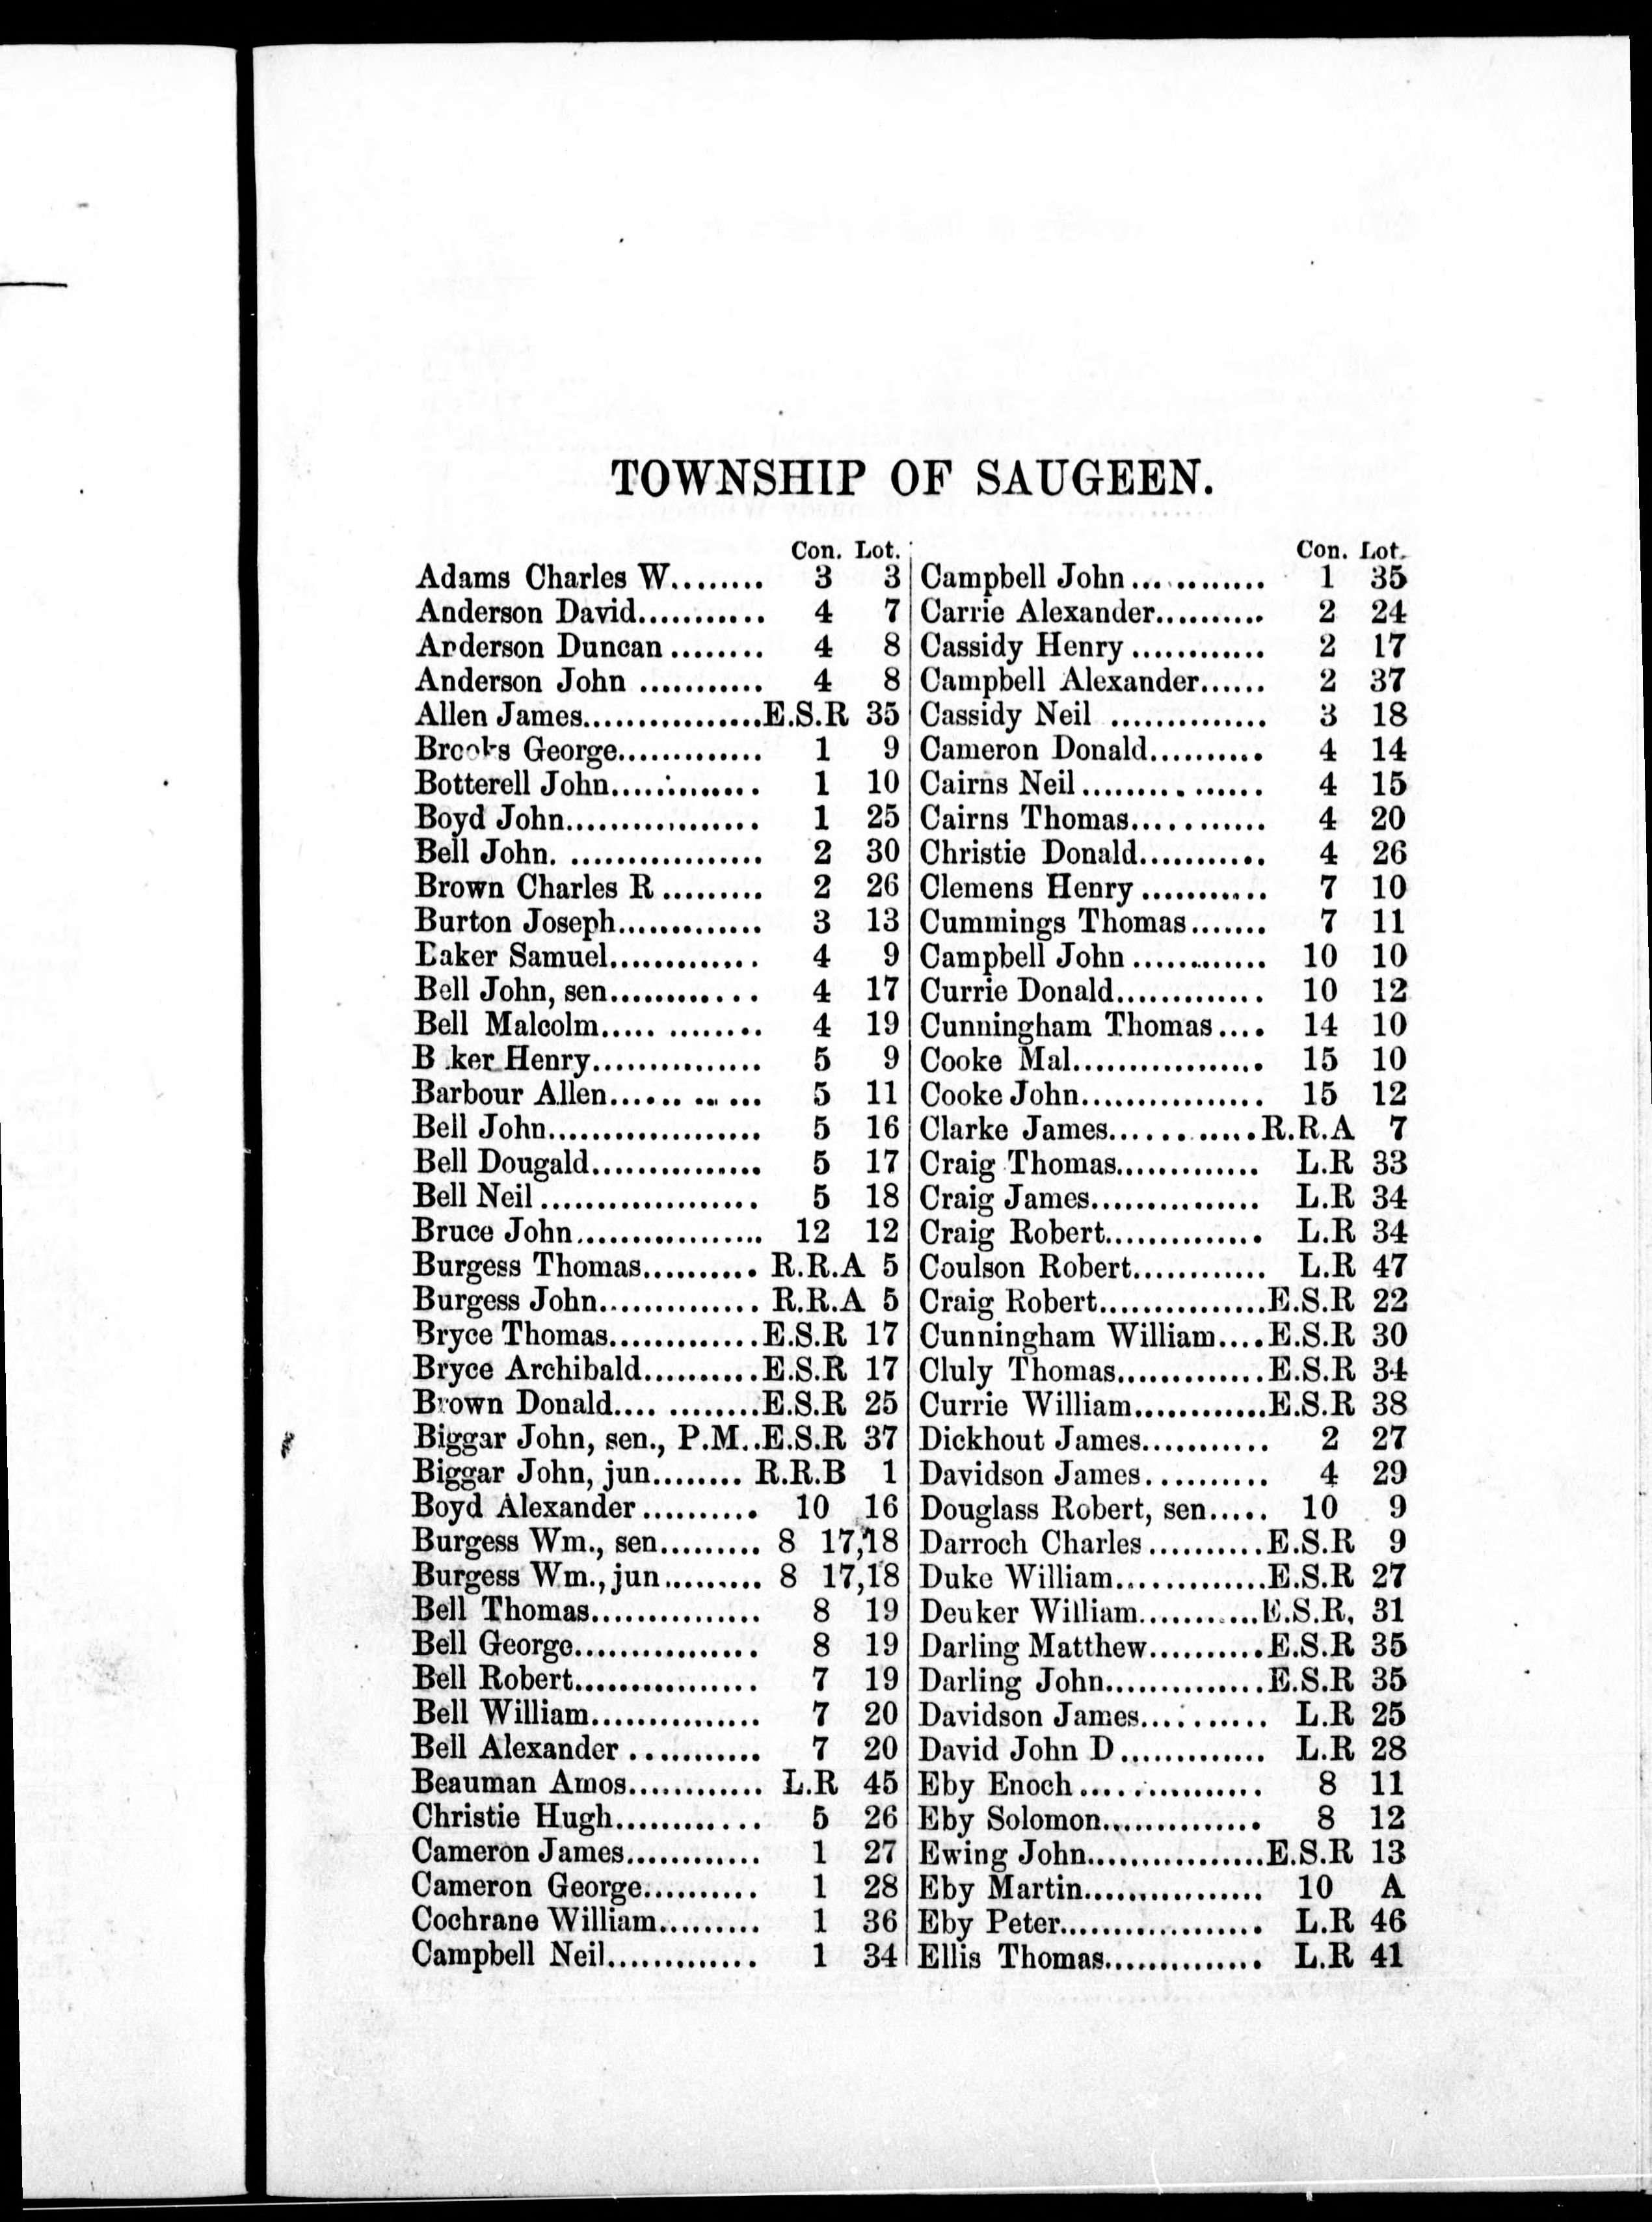 TOWNSHIP OF SAUGEEN.
Con. Lot.
Adams Charles W........ 3 3
Anderson David........... 4 7
Anderson Duncan........ 4 8
Anderson John ........... 4 8
Allen James................E.S.R 35
Brooks George............. 1 9
Botterell John............. 1 10
Boyd John................. 1 25
Bell John. ................. 2 30
Brown Charles R ......... 2 26
Burton Joseph............. 3 13
Baker Samuel............. 4 9
Bell John, sen............ 4 17
Bell Malcolm..... ........ 4 19
B ker Henry............... 5 9
Barbour Allen...... .. ... 5 11
Bell John................... 5 16
Bell Dougald............... 5 17
Bell Neil ................... 5 18
Bruce John................. 12 12
Burgess Thomas.......... R.R.A 5
Burgess John.............. R.R.A 5
Bryce Thomas.............E.S.R 17
Bryce Archibald..........E.S.R 17
Brown Donald.... ........E.S.R 25
Biggar John, sen., P.M..E.S.R 37
Biggar John, jun........ R.R.B 1
Boyd Alexander .......... 10 16
Burgess Wm., sen......... 8 17,18
Burgess Wm., jun ......... 8 17,18
Bell Thomas............... 8 19
Bell George................ 8 19
Bell Robert................ 7 19
Bell William............... 7 20
Bell Alexander ............ 7 20
Beauman Amos............ L.R 45
Christie Hugh............ 5 26
Cameron James............ 1 27
Cameron George.......... 1 28
Cochrane William......... 1 36
Campbell Neil............. 1 34
Con. Lot.
Campbell John............ 1 35
Carrie Alexander.......... 2 24
Cassidy Henry ............ 2 17
Campbell Alexander...... 2 37
Cassidy Neil .............. 3 18
Cameron Donald.......... 4 14
Cairns Neil ......... . ...... 4 15
Cairns Thomas............ 4 20
Christie Donald........... 4 26
Clemens Henry ........... 7 10
Cummings Thomas....... 7 11
Campbell John ............ 10 10
Currie Donald............. 10 12
Cunningham Thomas.... 14 10
Cooke Mal................. 15 10
Cooke John................ 15 12
Clarke James.............R.R.A 7
Craig Thomas............. L.R 33
Craig James............... L.R 34
Craig Robert.............. L.R 34
Coulson Robert............ L.R 47
Craig Robert...............E.S.R 22
Cunningham William....E.S.R 30
Cluly Thomas.............E.S.R 34
Currie William............E.S.R 38
Dickhout James........... 2 27
Davidson James.......... 4 29
Douglass Robert, sen..... 10 9
Darroch Charles..........E.S.R 9
Duke William.............E.S.R 27
Deuker William...........E.S.R, 31
Darling Matthew..........E.S.R 35
Darling John..............E.S.R 35
Davidson James........... L.R 25
David John D............. L.R 28
Eby Enoch................ 8 11
Eby Solomon.............. 8 12
Ewing John................E.S.R 13
Eby Martin................ 10 A
Eby Peter.................. L.R 46
Ellis Thomas.............. L.R 41